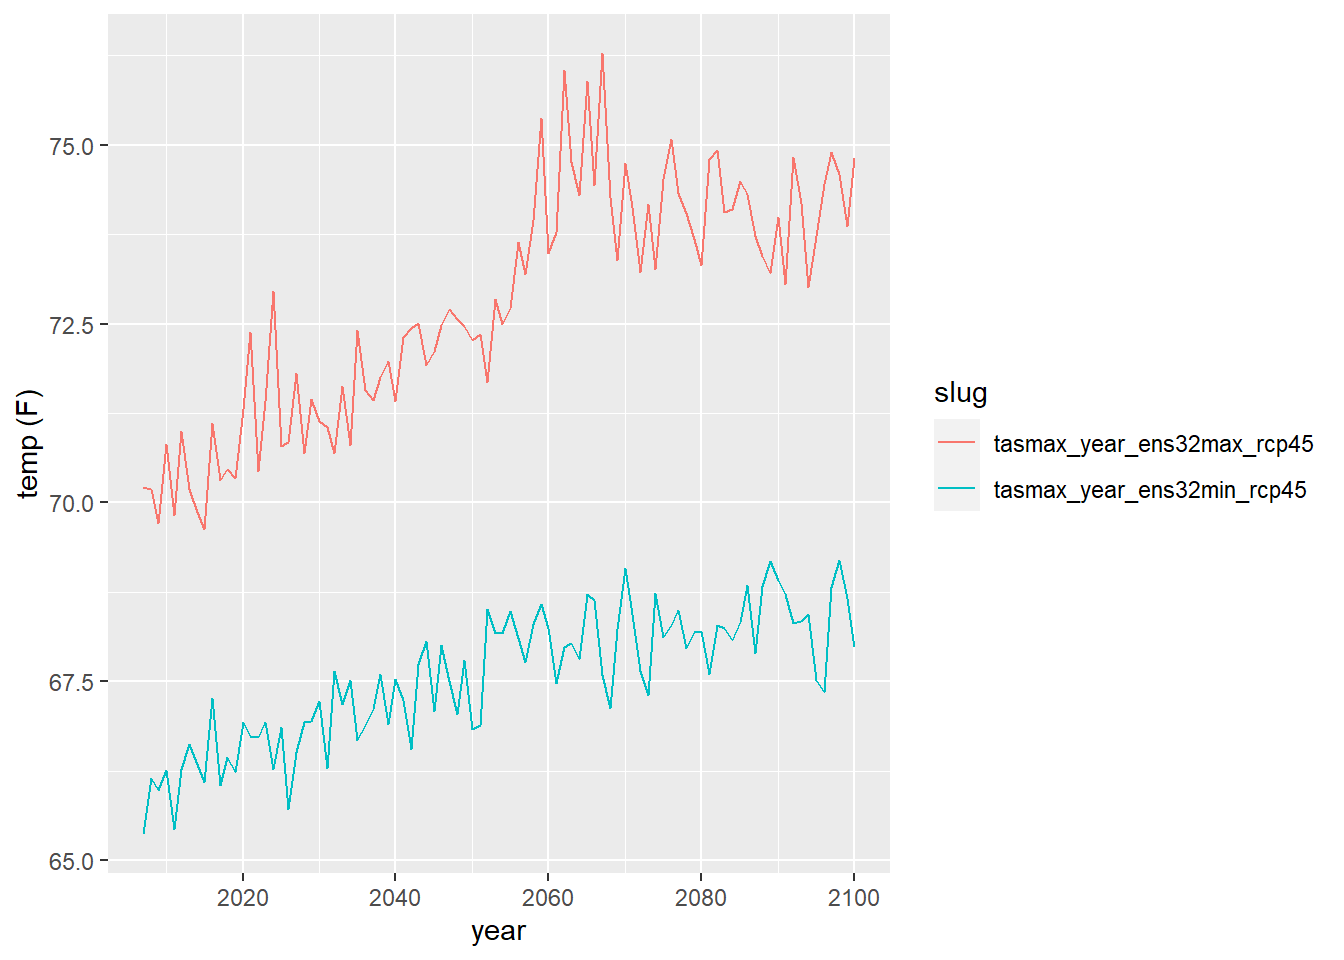 75.0
72.5
70.0
67.5
65.0
temp (F)
2020 2040 2060 2080 2100
year
slug
tasmax_year_ens32max_rcp45
tasmax_year_ens32min_rcp45